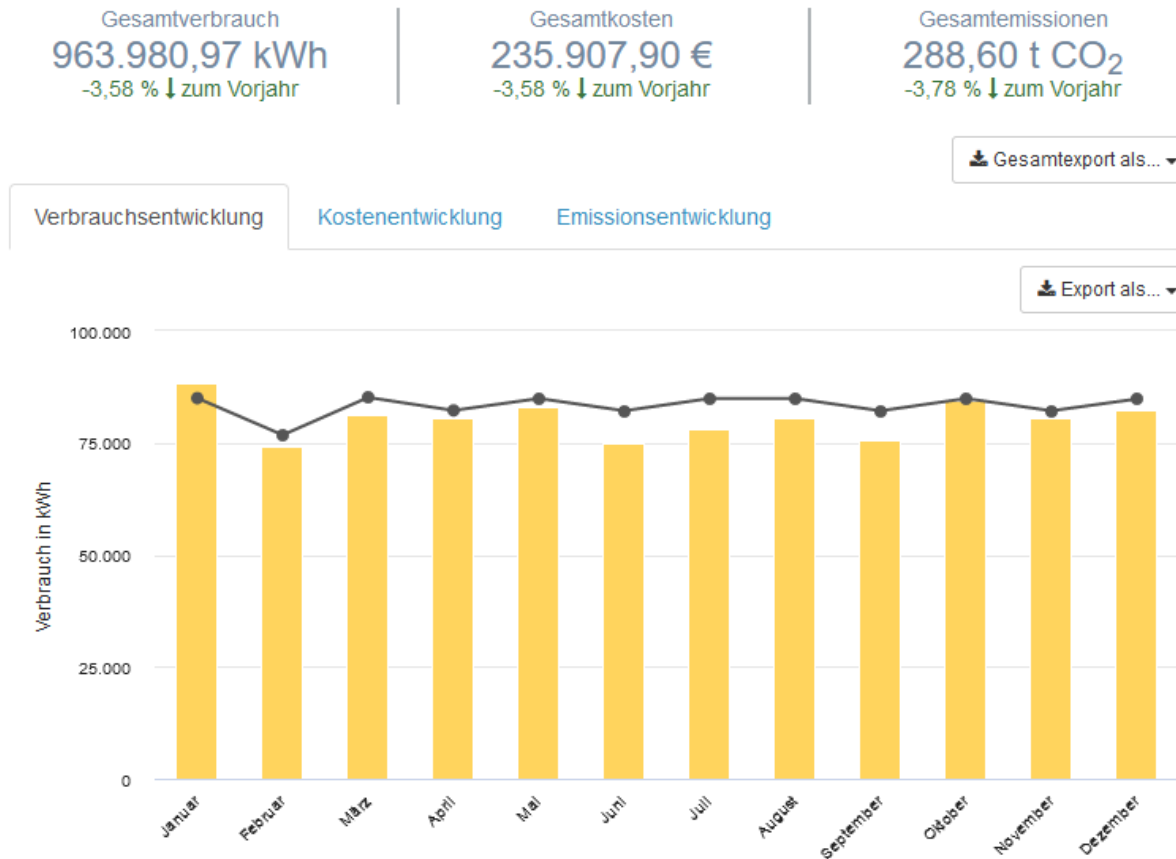 Gesamtverbrauch
963.980,97 kWh
-3,58 % ↓ zum Vorjahr
Gesamtkosten
235.907,90 €
-3,58 % ↓ zum Vorjahr
Gesamtemissionen
288,60 t CO₂
-3,78 % ↓ zum Vorjahr
Gesamtexport als...
Verbrauchsentwicklung
Kostenentwicklung
Emissionsentwicklung
Export als...
Verbrauch in kWh
100.000
75.000
50.000
25.000
0
Januar
Februar
März
April
Mai
Juni
Juli
August
September
Oktober
November
Dezember